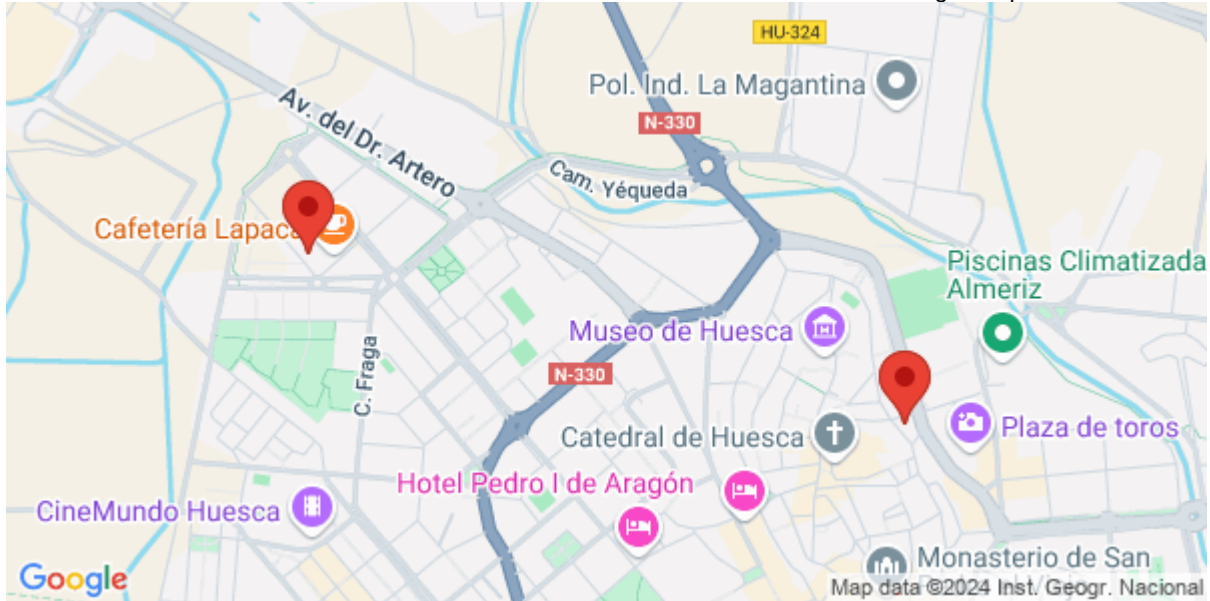 HU-324
Pol. Ind. La Magantina
Av. del Dr. Artero
N-330
Cam. Yéqueda
Cafetería Lapaca
Piscinas Climatizada
Almeriz
Museo de Huesca
N-330
C. Fraga
Catedral de Huesca
Plaza de toros
Hotel Pedro I de Aragón
CineMundo Huesca
Monasterio de San
Google
Map data ©2024 Inst. Geogr. Nacional